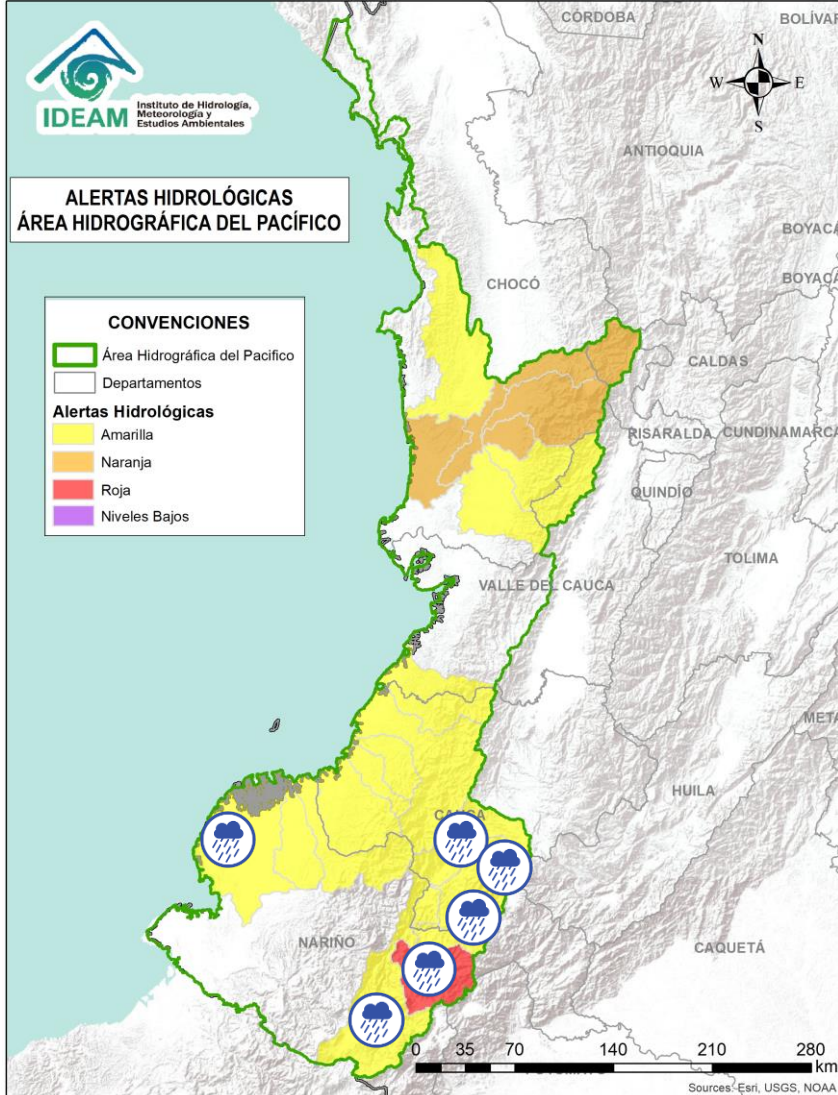 CÓRDOBA
BOLÍVAR
IDEAM
Instituto de Hidrología,
Meteorología y
Estudios Ambientales
N
W
E
S
ANTIOQUIA
ALERTAS HIDROLÓGICAS
ÁREA HIDROGRÁFICA DEL PACÍFICO
BOYACÁ
BOYACÁ
CHOCÓ
CONVENCIONES
Área Hidrográfica del Pacifico
Departamentos
Alertas Hidrológicas
Amarilla
Naranja
Roja
Niveles Bajos
CALDAS
RISARALDA
CUNDINAMARCA
QUINDÍO
TOLIMA
VALLE DEL CAUCA
META
HUILA
CAUCA
NARIÑO
CAQUETÁ
0 35 70 140 210 280
km
Sources: Esri, USGS, NOAA